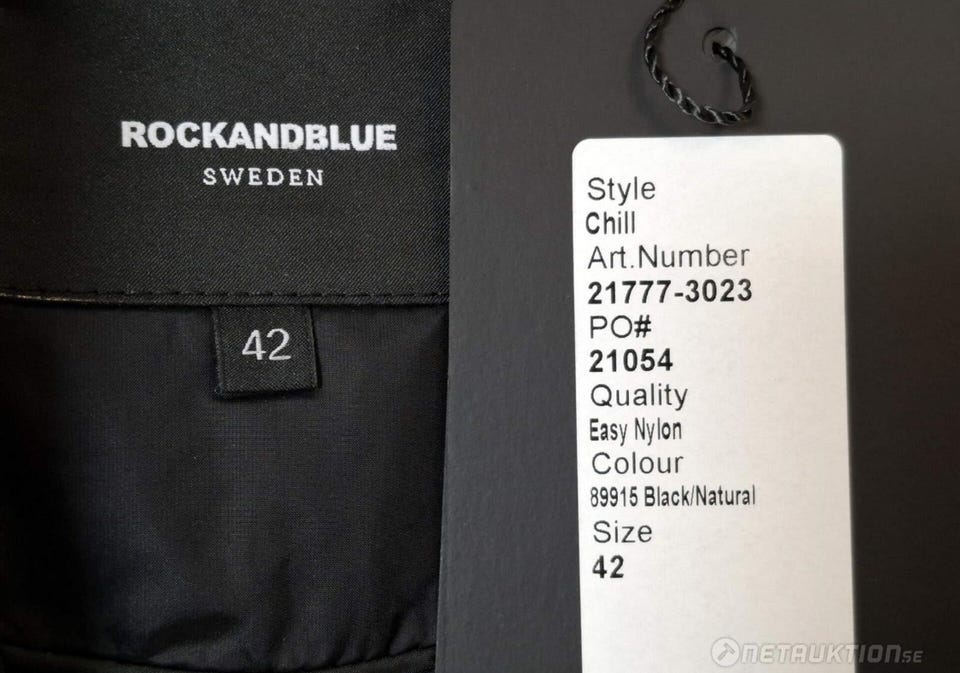 ROCKANDBLUE
SWEDEN
42
Style
Chill
Art.Number
21777-3023
PO#
21054
Quality
Easy Nylon
Colour
89915 Black/Natural
Size
42
NETAUKTION.SE